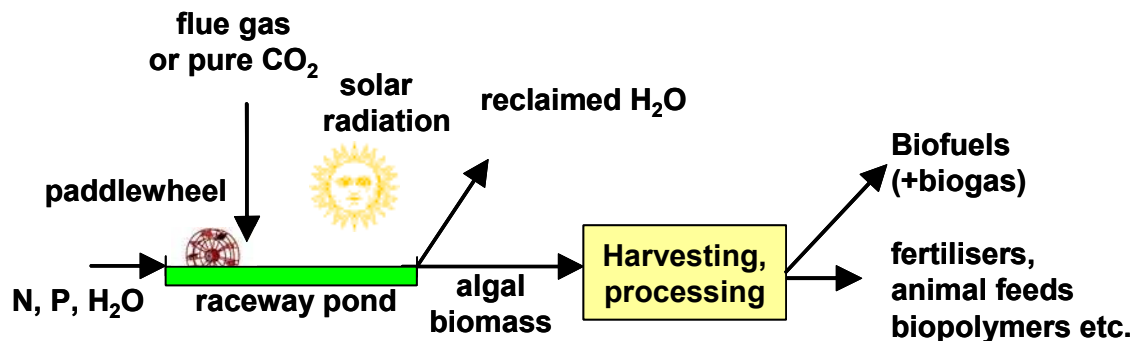 flue gas
or pure CO₂
solar
radiation
reclaimed H₂O
paddlewheel
Biofuels
(+biogas)
N, P, H₂O
raceway pond
algal
biomass
Harvesting,
processing
fertilisers,
animal feeds
biopolymers etc.